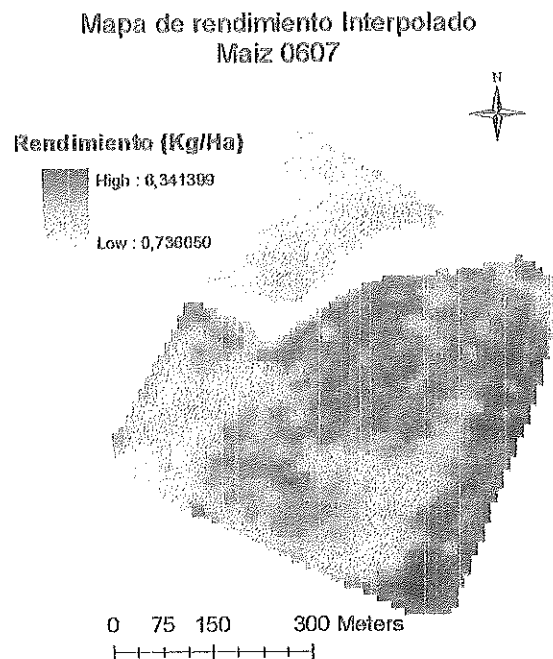 Mapa de rendimiento Interpolado
Maiz 0607
N
Rendimiento (Kg/Ha)
High : 6,341399
Low : 0,736050
0 75 150 300 Meters